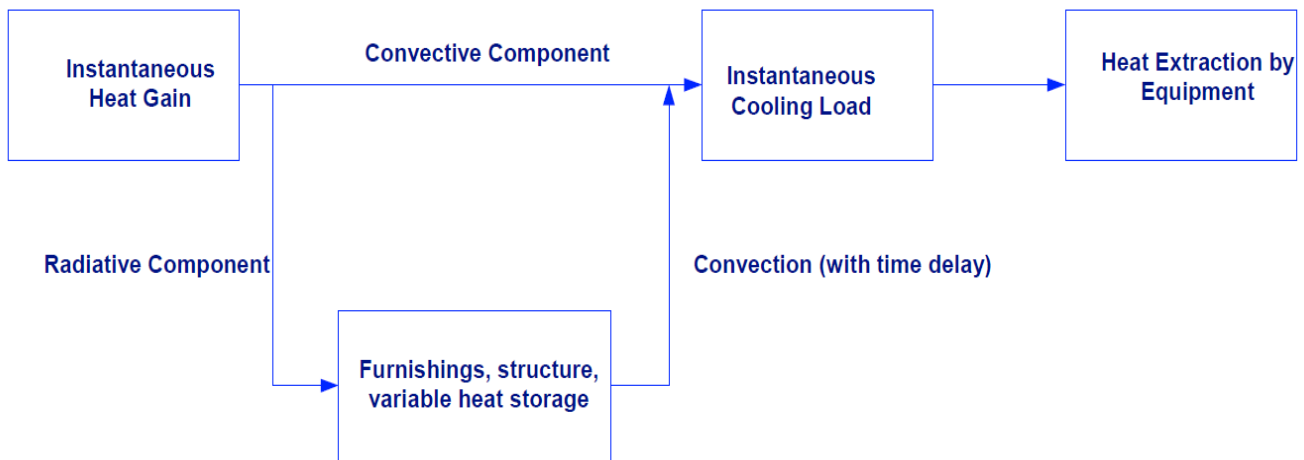 Instantaneous
Heat Gain
Convective Component
Instantaneous
Cooling Load
Heat Extraction by
Equipment
Radiative Component
Convection (with time delay)
Furnishings, structure,
variable heat storage